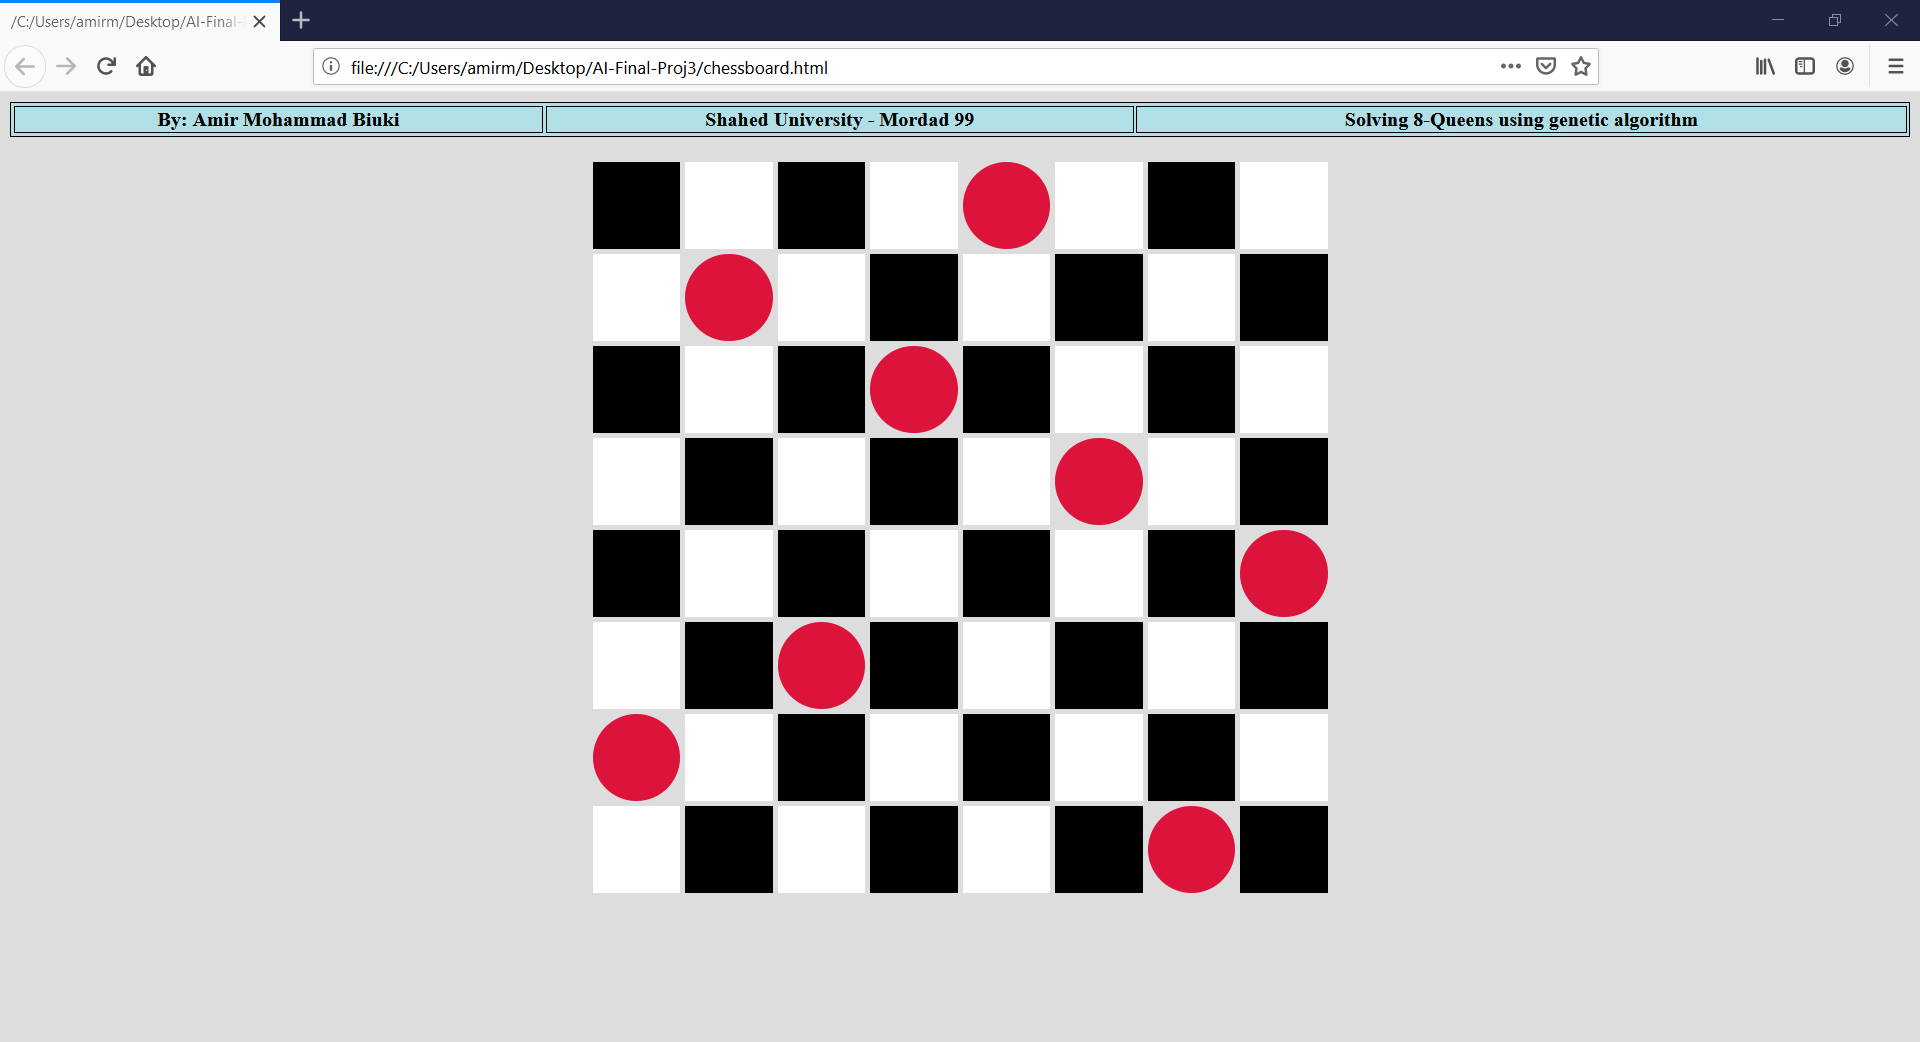 /C:/Users/amirm/Desktop/AI-Final-
file:///C:/Users/amirm/Desktop/AI-Final-Proj3/chessboard.html
By: Amir Mohammad Biuki
Shahed University - Mordad 99
Solving 8-Queens using genetic algorithm